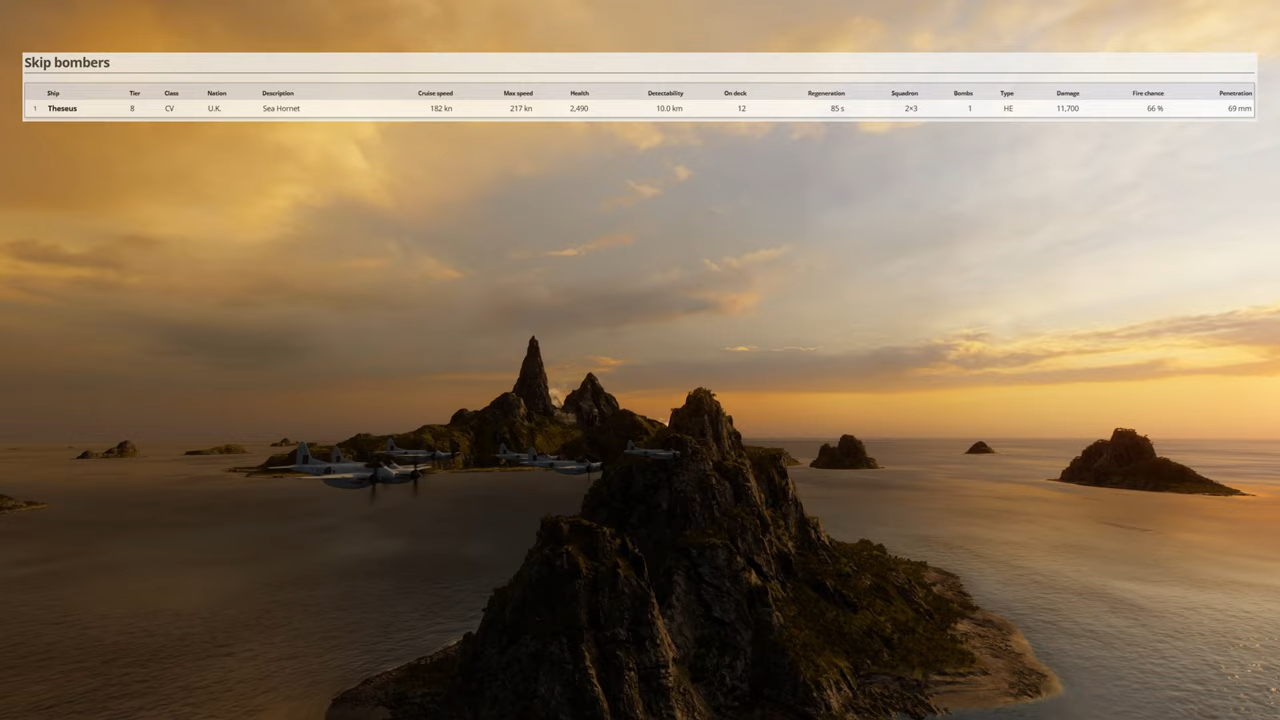 Skip bombers
Ship Tier Class Nation Description Cruise speed Max speed Health Detectability On deck Regeneration Squadron Bombs Type Damage Fire chance Penetration
1 Theseus 8 CV U.K. Sea Hornet 182 kn 217 kn 2,490 10.0 km 12 85 s 2×3 1 HE 11,700 66 % 69 mm